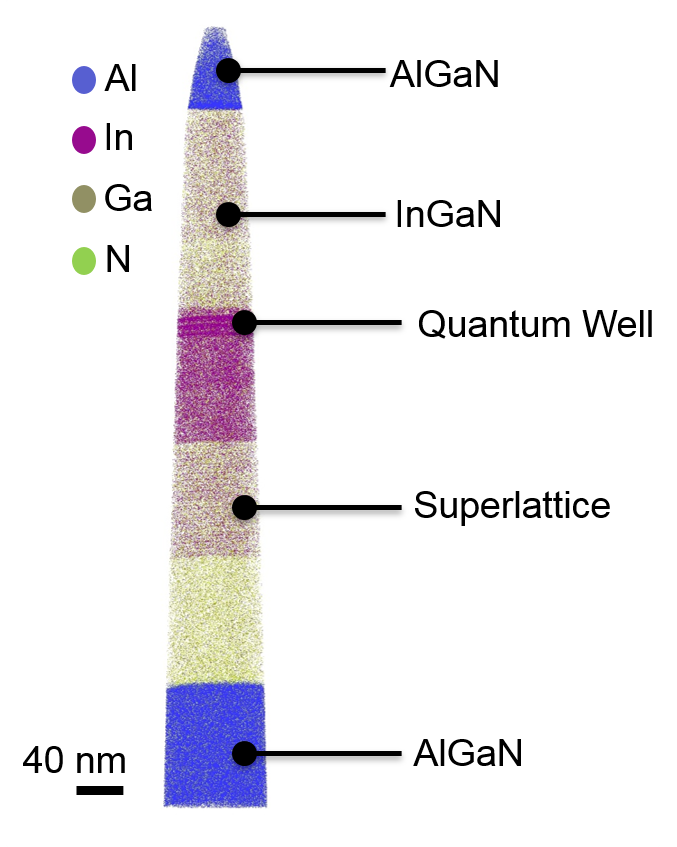 Al
In
Ga
N
AlGaN
InGaN
Quantum Well
Superlattice
AlGaN
40 nm